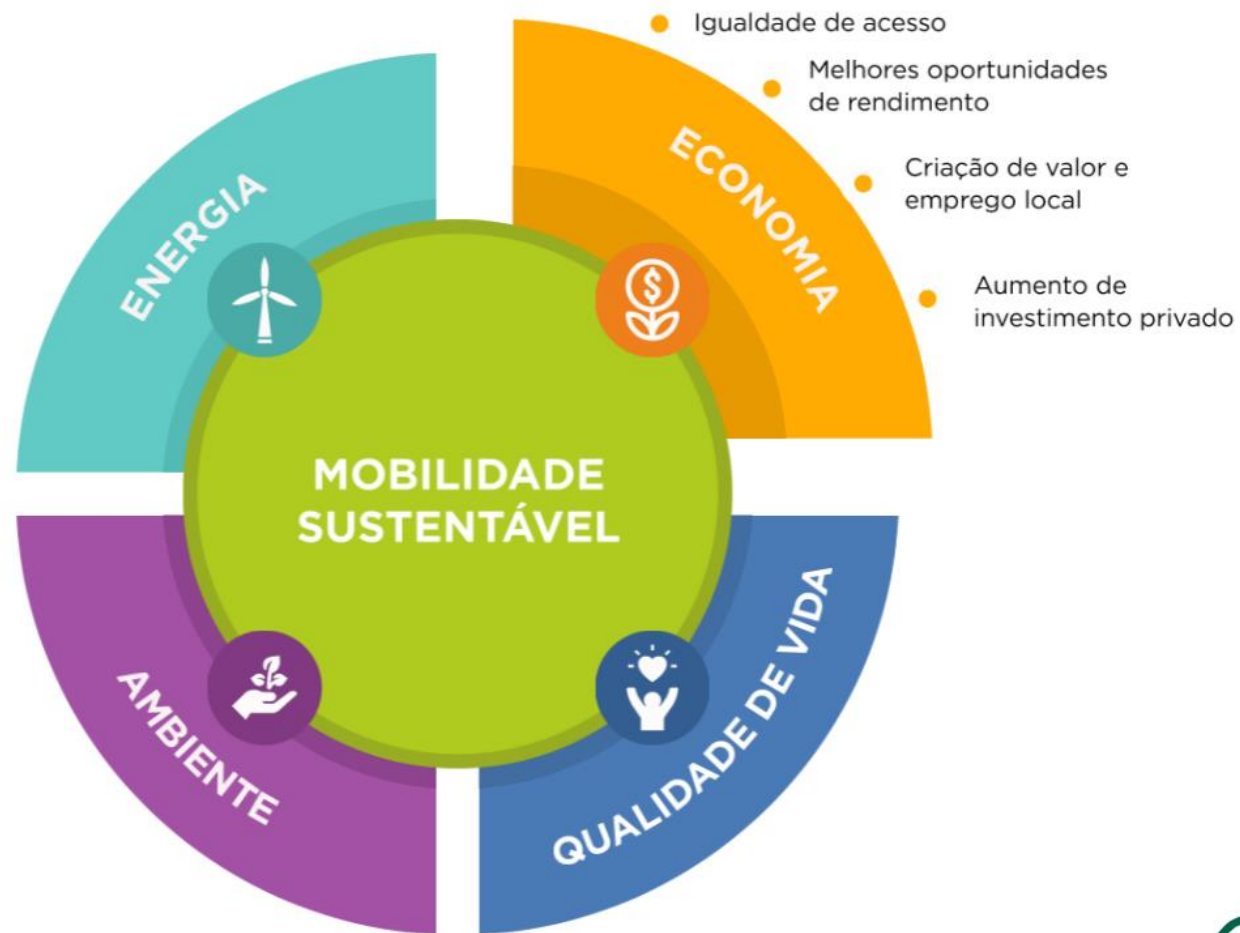 Igualdade de acesso
Melhores oportunidades
de rendimento
Criação de valor e
emprego local
Aumento de
investimento privado
ENERGIA
ECONOMIA
MOBILIDADE
SUSTENTÁVEL
AMBIENTE
QUALIDADE DE VIDA
$